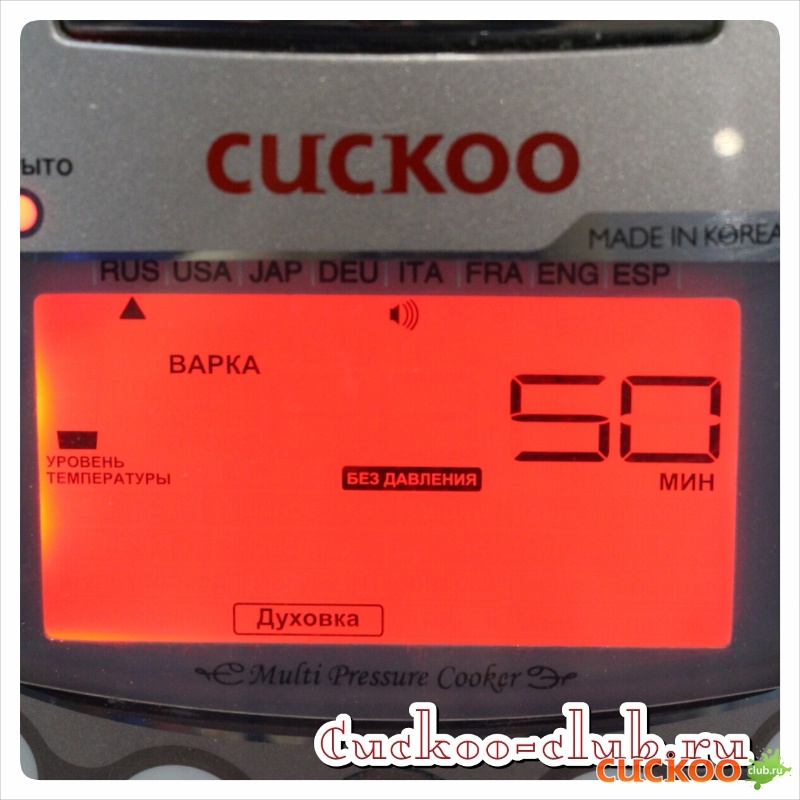 CUCKOO
ЫТО
MADE IN KOREA
RUS USA JAP DEU ITA FRA ENG ESP
ВАРКА
50
МИН
УРОВЕНЬ
ТЕМПЕРАТУРЫ
БЕЗ ДАВЛЕНИЯ
Духовка
Multi Pressure Cooker
Cuckoo-club.ru
CUCKOO club.ru